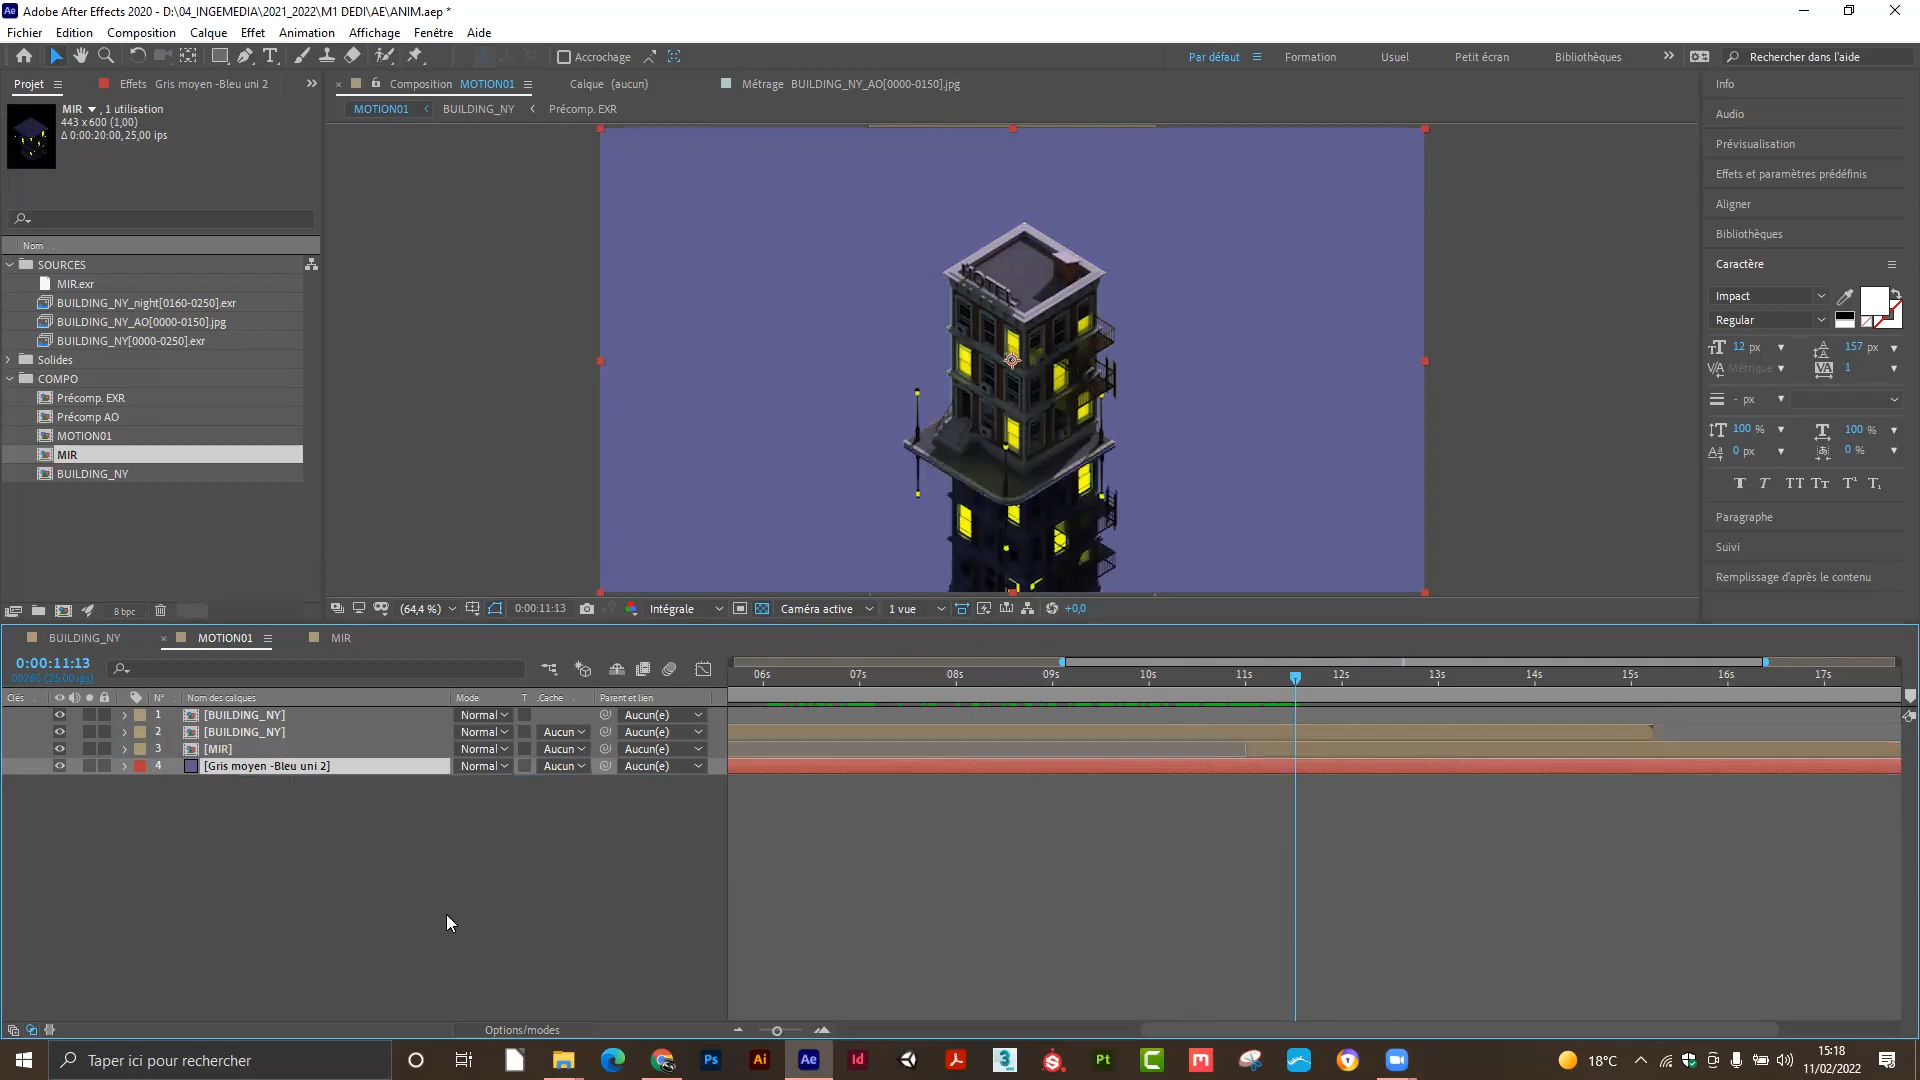 Adobe After Effects 2020 - D:\04_INGEMEDIA\2021_2022\M1 DEDI\AE\ANIM.aep *
Fichier Edition Composition Calque Effet Animation Affichage Fenêtre Aide
Accrochage
Par défaut Formation Usuel Petit écran Bibliothèques Rechercher dans l'aide
Projet Effets Gris moyen -Bleu uni 2
Composition MOTION01 Calque (aucun) Métrage BUILDING_NY_AO[0000-0150].jpg
MIR , 1 utilisation
443 x 600 (1,00)
Δ 0:00:20:00, 25,00 ips
MOTION01 BUILDING_NY Précomp. EXR
Nom
SOURCES
MIR.exr
BUILDING_NY_night[0160-0250].exr
BUILDING_NY_AO[0000-0150].jpg
BUILDING_NY[0000-0250].exr
Solides
COMPO
Précomp. EXR
Précomp AO
MOTION01
MIR
BUILDING_NY
8 bpc
HOTEL
(64,4 %) 0:00:11:13 Intégrale Caméra active 1 vue +0,0
Info
Audio
Prévisualisation
Effets et paramètres prédéfinis
Aligner
Bibliothèques
Caractère
Impact
Regular
12 px 157 px
Métrique 1
- px
100 % 100 %
0 px 0 %
T T TT Tт T¹ T₁
Paragraphe
Suivi
Remplissage d'après le contenu
BUILDING_NY MOTION01 MIR
0:00:11:13
(25.00 ips)
06s 07s 08s 09s 10s 11s 12s 13s 14s 15s 16s 17s
Clés N° Nom des calques Mode T .Cache Parent et lien
1 [BUILDING_NY] Normal Aucun(e)
2 [BUILDING_NY] Normal Aucun Aucun(e)
3 [MIR] Normal Aucun Aucun(e)
4 [Gris moyen -Bleu uni 2] Normal Aucun Aucun(e)
Options/modes
Taper ici pour rechercher
18°C
15:18
11/02/2022